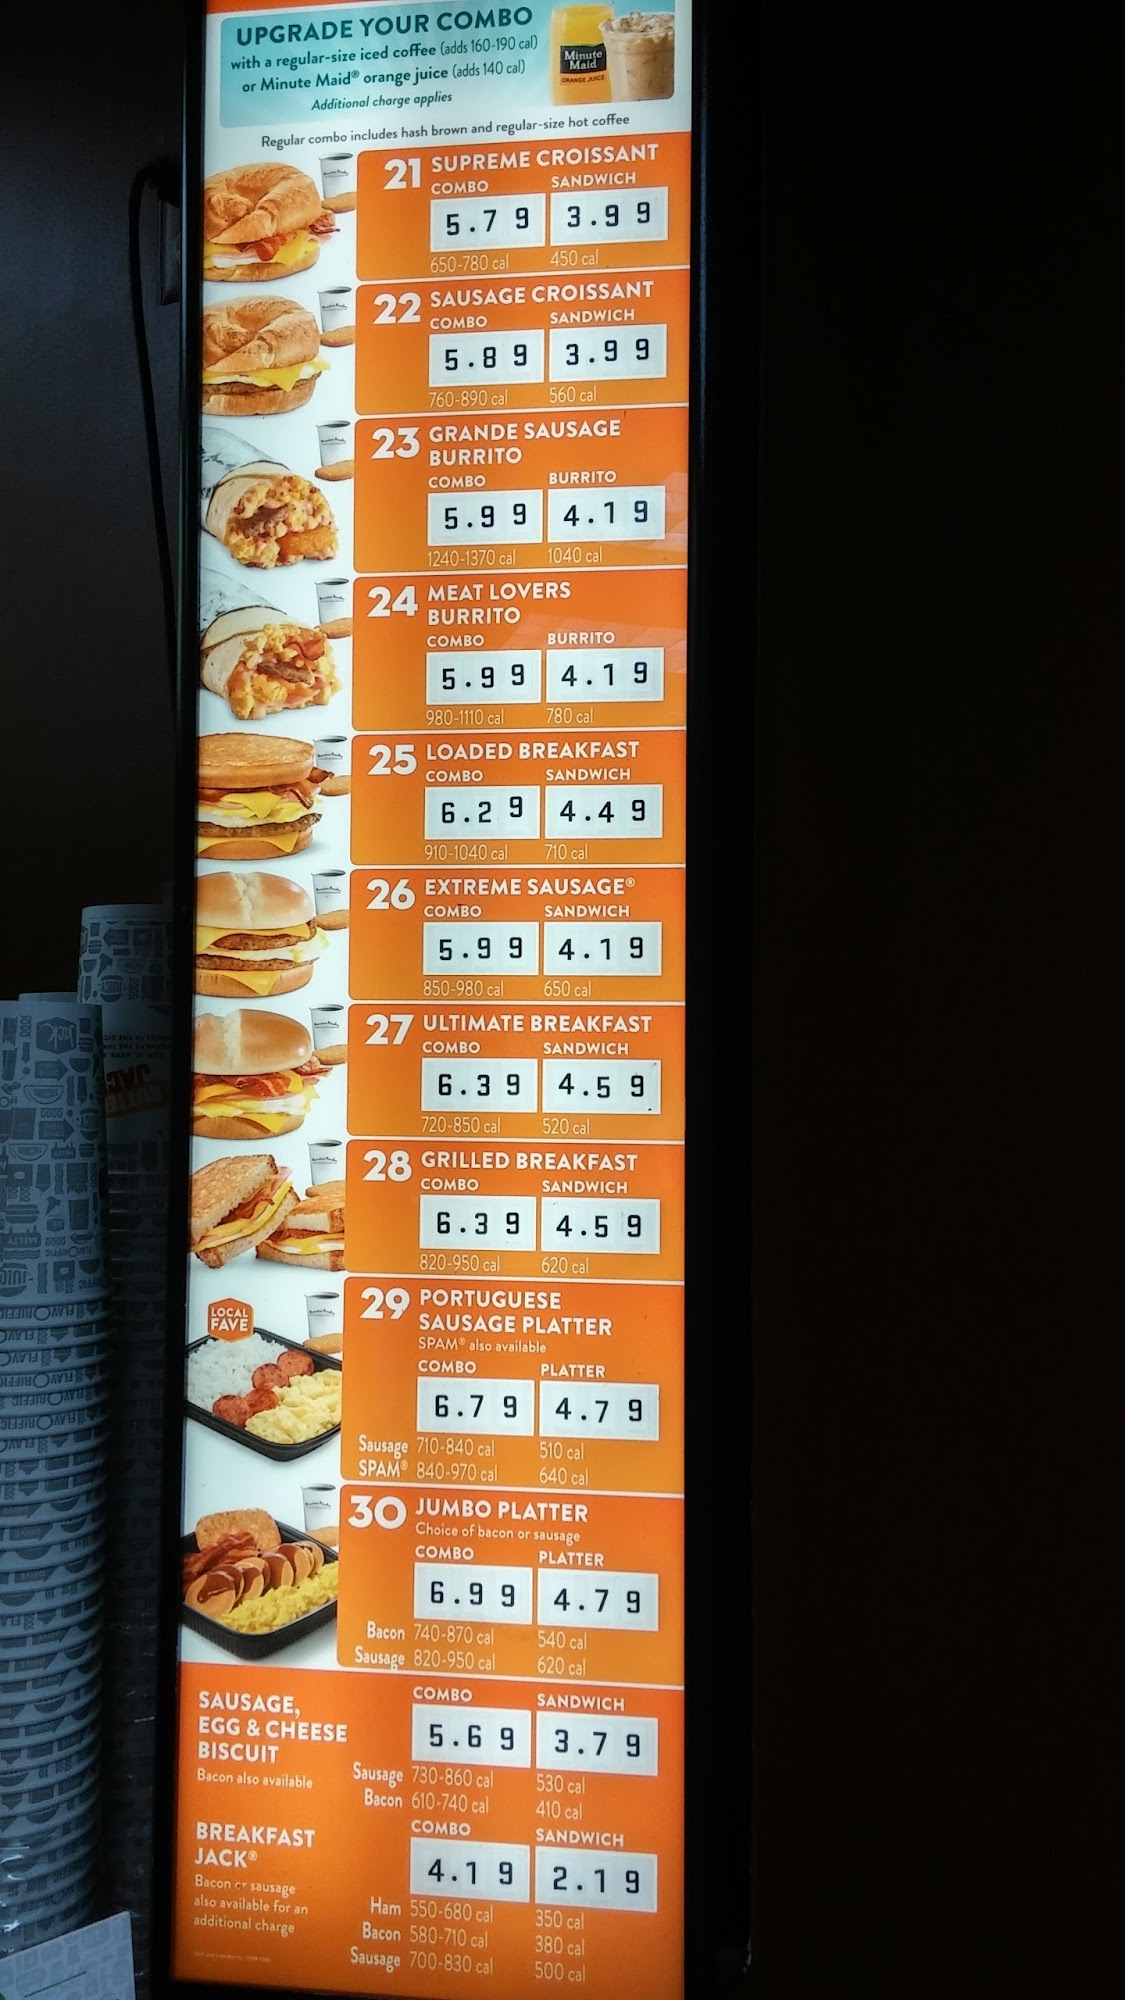 UPGRADE YOUR COMBO
with a regular-size iced coffee (adds 160-190 cal)
or Minute Maid® orange juice (adds 140 cal)
Additional charge applies
Minute
Maid
ORANGE JUICE
Regular combo includes hash brown and regular-size hot coffee
21 SUPREME CROISSANT
COMBO SANDWICH
5.79 3.99
650-780 cal 450 cal
22 SAUSAGE CROISSANT
COMBO SANDWICH
5.89 3.99
760-890 cal 560 cal
23 GRANDE SAUSAGE
BURRITO
COMBO BURRITO
5.99 4.19
1240-1370 cal 1040 cal
24 MEAT LOVERS
BURRITO
COMBO BURRITO
5.99 4.19
980-1110 cal 780 cal
25 LOADED BREAKFAST
COMBO SANDWICH
6.29 4.49
910-1040 cal 710 cal
26 EXTREME SAUSAGE®
COMBO SANDWICH
5.99 4.19
850-980 cal 650 cal
27 ULTIMATE BREAKFAST
COMBO SANDWICH
6.39 4.59
720-850 cal 520 cal
28 GRILLED BREAKFAST
COMBO SANDWICH
6.39 4.59
820-950 cal 620 cal
LOCAL
FAVE
29 PORTUGUESE
SAUSAGE PLATTER
SPAM® also available
COMBO PLATTER
6.79 4.79
Sausage 710-840 cal 510 cal
SPAM® 840-970 cal 640 cal
30 JUMBO PLATTER
Choice of bacon or sausage
COMBO PLATTER
6.99 4.79
Bacon 740-870 cal 540 cal
Sausage 820-950 cal 620 cal
SAUSAGE,
EGG & CHEESE
BISCUIT
Bacon also available
COMBO SANDWICH
5.69 3.79
Sausage 730-860 cal 530 cal
Bacon 610-740 cal 410 cal
BREAKFAST
JACK®
Bacon or sausage
also available for an
additional charge
COMBO SANDWICH
4.19 2.19
Ham 550-680 cal 350 cal
Bacon 580-710 cal 380 cal
Sausage 700-830 cal 500 cal